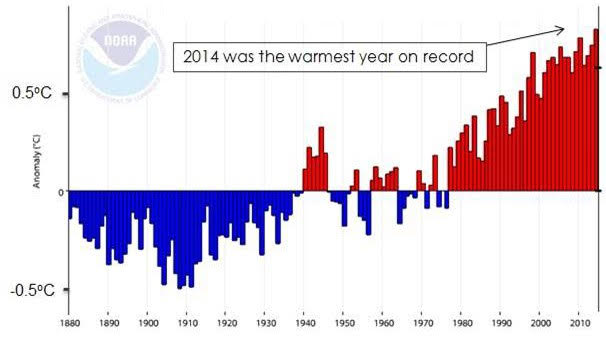 NOAA
2014 was the warmest year on record
0.5°C
Anomaly (°C)
0
-0.5°C
1880 1890 1900 1910 1920 1930 1940 1950 1960 1970 1980 1990 2000 2010